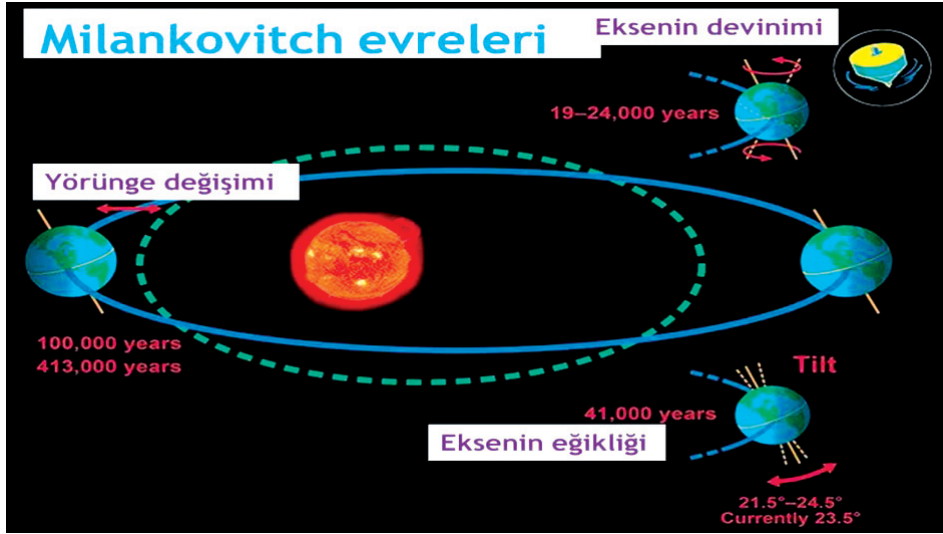 Milankovitch evreleri
Eksenin devinimi
19–24,000 years
Yörünge değişimi
100,000 years
413,000 years
Tilt
41,000 years
Eksenin eğikliği
21.5°–24.5°
Currently 23.5°